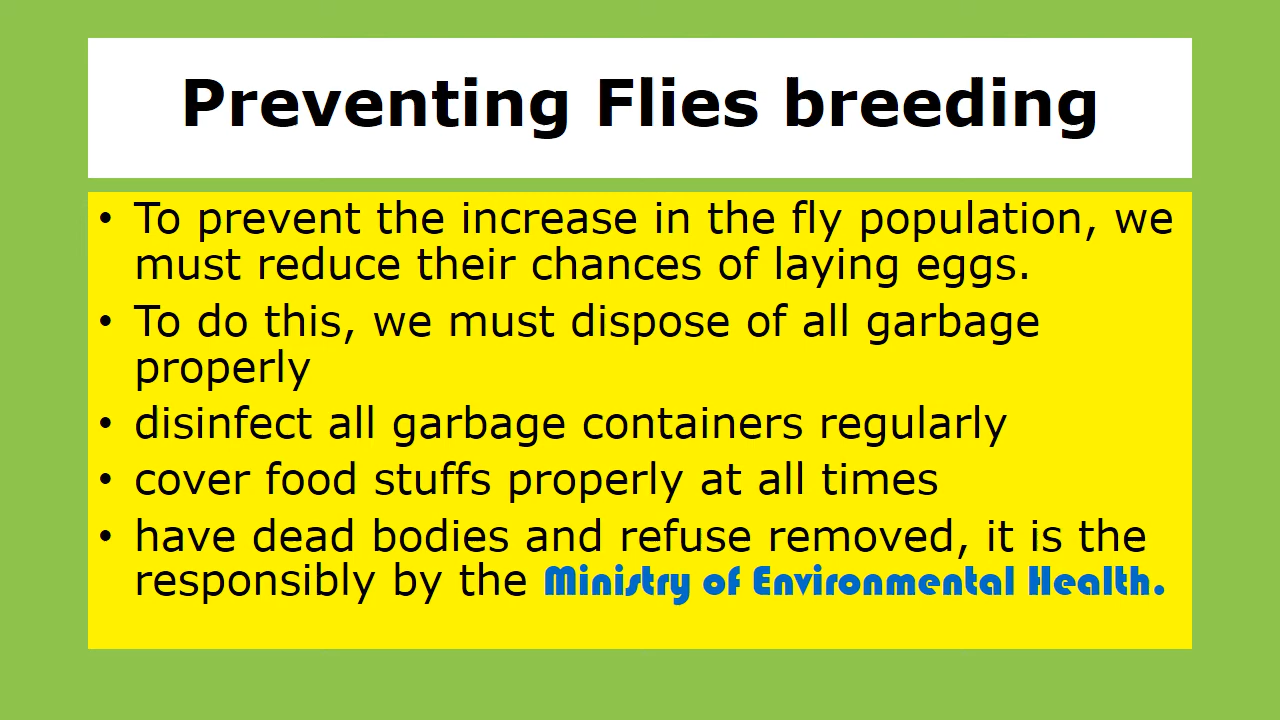 Preventing Flies breeding
• To prevent the increase in the fly population, we
must reduce their chances of laying eggs.
• To do this, we must dispose of all garbage
properly
• disinfect all garbage containers regularly
• cover food stuffs properly at all times
• have dead bodies and refuse removed, it is the
responsibly by the Ministry of Environmental Health.